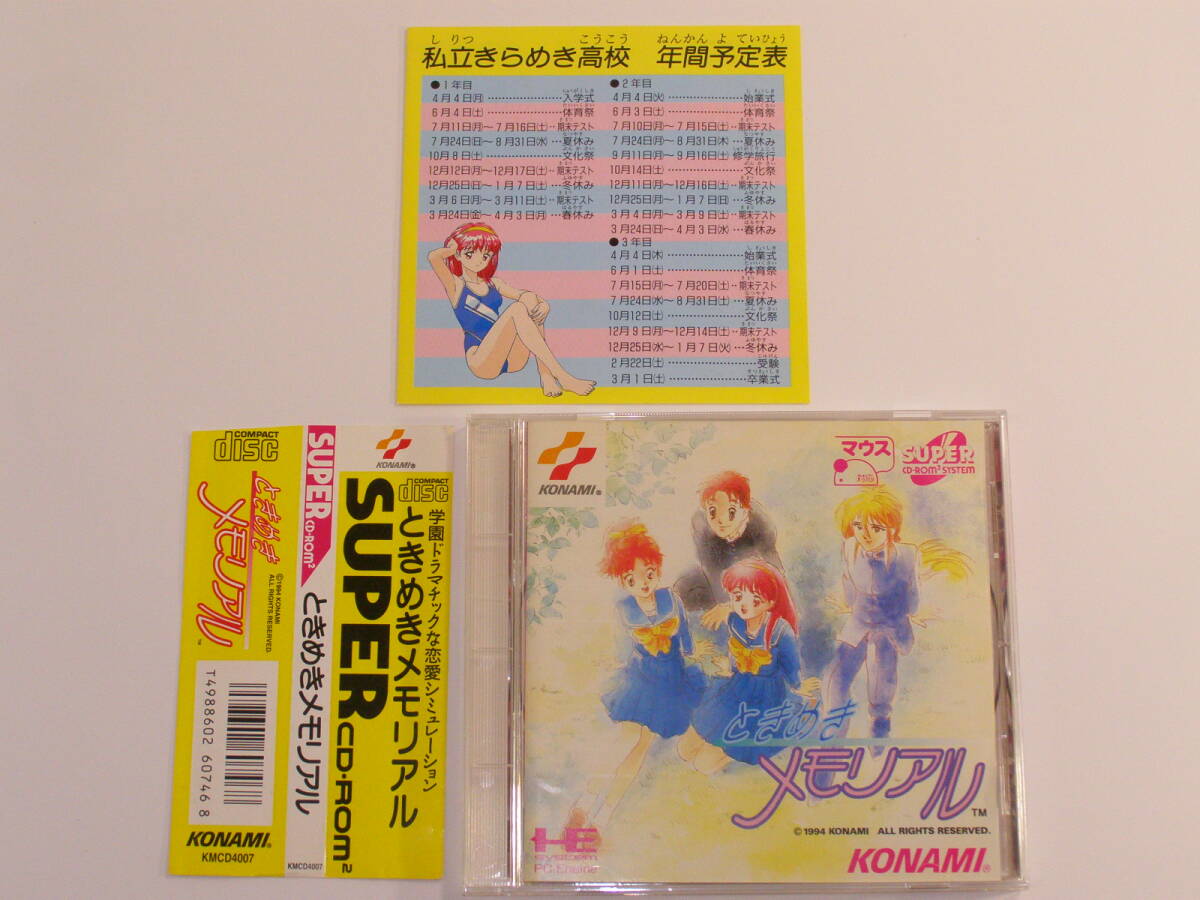 私立きらめき高校 年間予定表
しりつ こうこう ねんかん よ ていひょう
●1年目
4月4日(月)……………入学式
6月4日(土)……………体育祭
7月11日(月)〜7月16日(土)‥期末テスト
7月24日(日)〜8月31日(水)…夏休み
10月8日(土)……………文化祭
12月12日(月)〜12月17日(土)‥期末テスト
12月25日(日)〜1月7日(土)…冬休み
3月6日(月)〜3月11日(土)‥期末テスト
3月24日(金)〜4月3日(月)…春休み
●2年目
4月4日(火)……………始業式
6月3日(土)……………体育祭
7月10日(月)〜7月15日(土)‥期末テスト
7月24日(月)〜8月31日(木)…夏休み
9月11日(月)〜9月16日(土)修学旅行
10月14日(土)……………文化祭
12月11日(月)〜12月16日(土)‥期末テスト
12月25日(月)〜1月7日(日)…冬休み
3月4日(月)〜3月9日(土)‥期末テスト
3月24日(日)〜4月3日(水)…春休み
●3年目
4月4日(木)……………始業式
6月1日(土)……………体育祭
7月15日(月)〜7月20日(土)‥期末テスト
7月24日(水)〜8月31日(土)…夏休み
10月12日(土)……………文化祭
12月9日(月)〜12月14日(土)‥期末テスト
12月25日(水)〜1月7日(火)…冬休み
2月22日(土)……………受験
3月1日(土)……………卒業式
COMPACT disc
ときめきメモリアル™
©1994 KONAMI
ALL RIGHTS RESERVED.
T4988602 60746 8
KONAMI®
KMCD4007
SUPER CD-ROM²
ときめきメモリアル
KMCD4007
KONAMI®
COMPACT disc
学園ドラマチックな恋愛シミュレーション
ときめきメモリアル
SUPER CD-ROM²
KONAMI®
マウス対応
SUPER
CD-ROM² SYSTEM
ときめき
メモリアル™
©1994 KONAMI ALL RIGHTS RESERVED.
HE
SYSTEM
PC Engine
KONAMI®